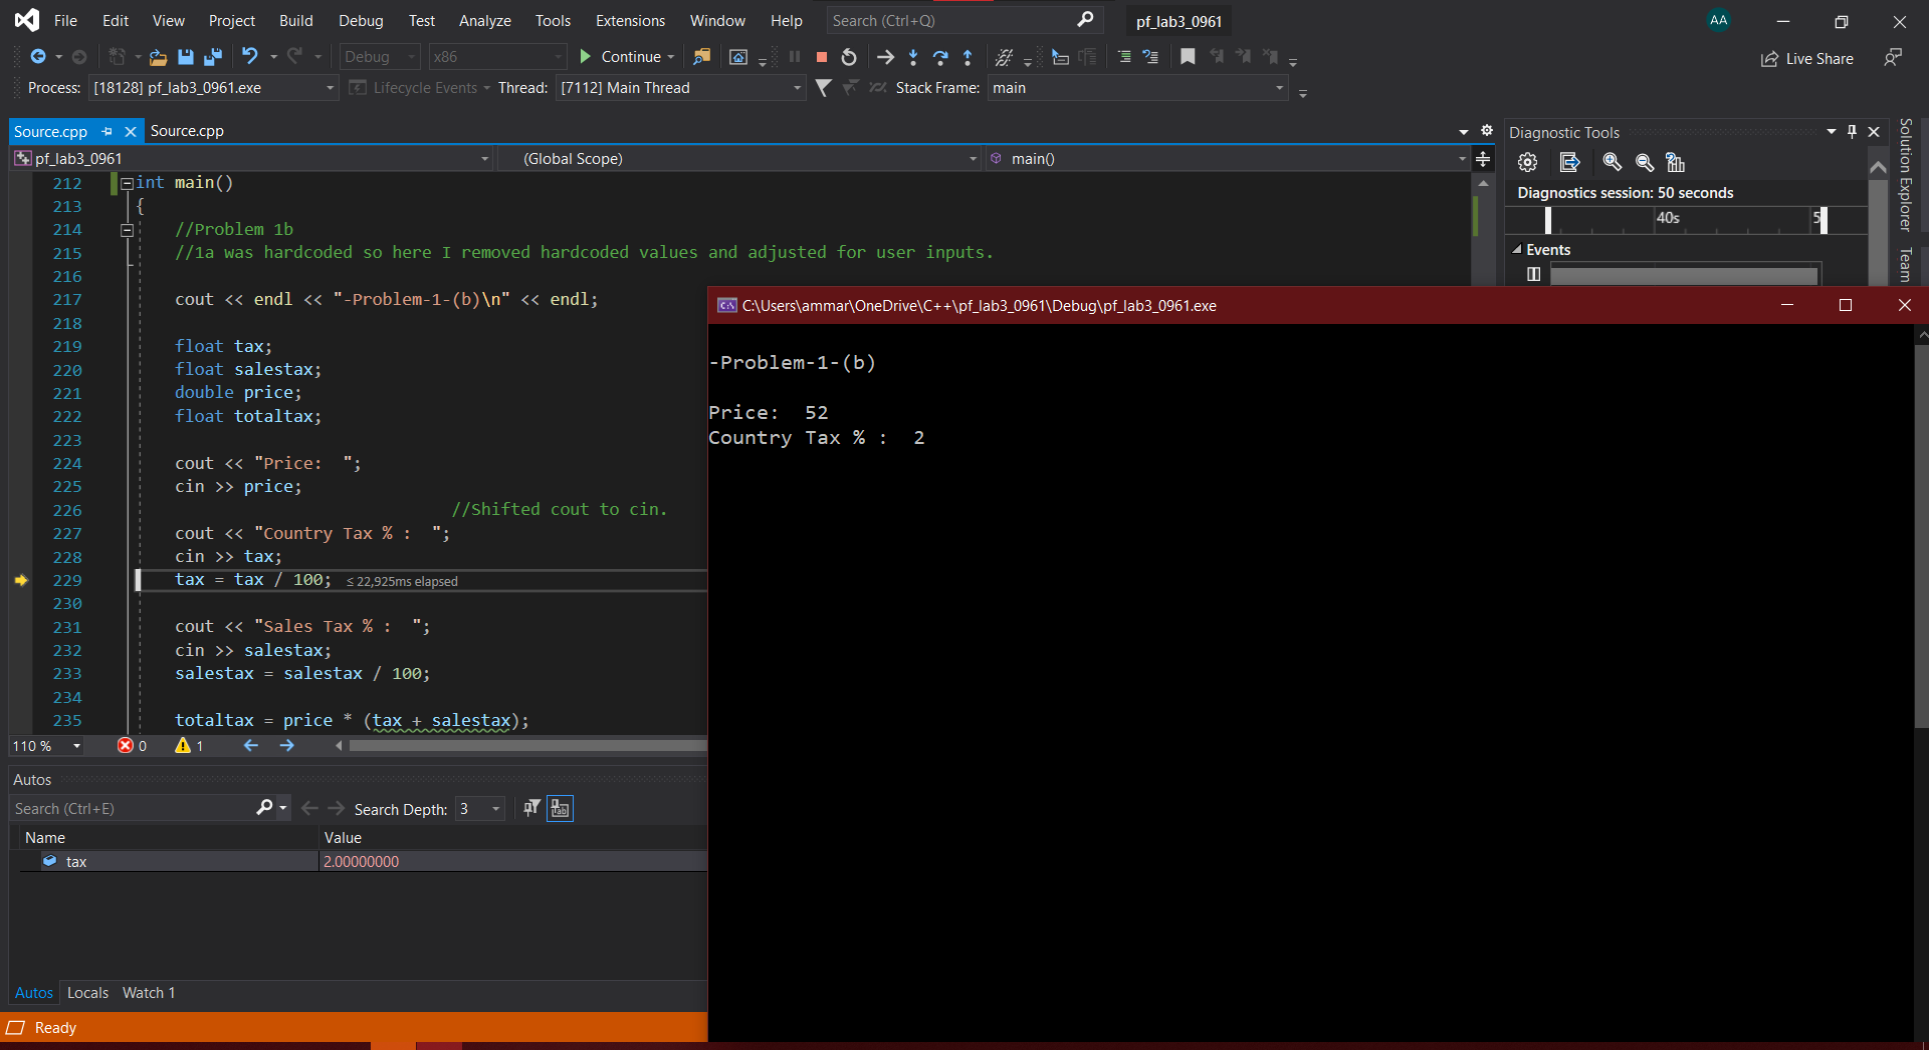 File Edit View Project Build Debug Test Analyze Tools Extensions Window Help Search (Ctrl+Q) pf_lab3_0961 AA
Debug x86 Continue Live Share
Process: [18128] pf_lab3_0961.exe Lifecycle Events Thread: [7112] Main Thread Stack Frame: main
Source.cpp Source.cpp
pf_lab3_0961 (Global Scope) main()
212 int main()
213 {
214 //Problem 1b
215 //1a was hardcoded so here I removed hardcoded values and adjusted for user inputs.
216
217 cout << endl << "-Problem-1-(b)\n" << endl;
218
219 float tax;
220 float salestax;
221 double price;
222 float totaltax;
223
224 cout << "Price:  ";
225 cin >> price;
226 //Shifted cout to cin.
227 cout << "Country Tax % :  ";
228 cin >> tax;
229 tax = tax / 100; ≤ 22,925ms elapsed
230
231 cout << "Sales Tax % :  ";
232 cin >> salestax;
233 salestax = salestax / 100;
234
235 totaltax = price * (tax + salestax);
110 % 0 1
Autos
Search (Ctrl+E) Search Depth: 3
Name Value
tax 2.00000000
Autos Locals Watch 1
Ready
Diagnostic Tools
Diagnostics session: 50 seconds
40s 5
Events
Solution Explorer
Team
C:\Users\ammar\OneDrive\C++\pf_lab3_0961\Debug\pf_lab3_0961.exe
-Problem-1-(b)
Price:  52
Country Tax % :  2